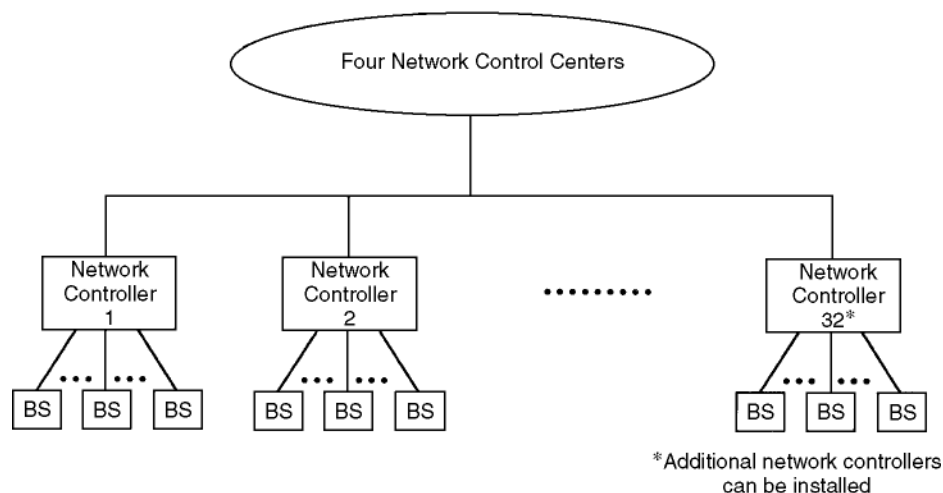 Four Network Control Centers
Network
Controller
1
Network
Controller
2
Network
Controller
32*
BS
BS
BS
BS
BS
BS
BS
BS
BS
*Additional network controllers
can be installed